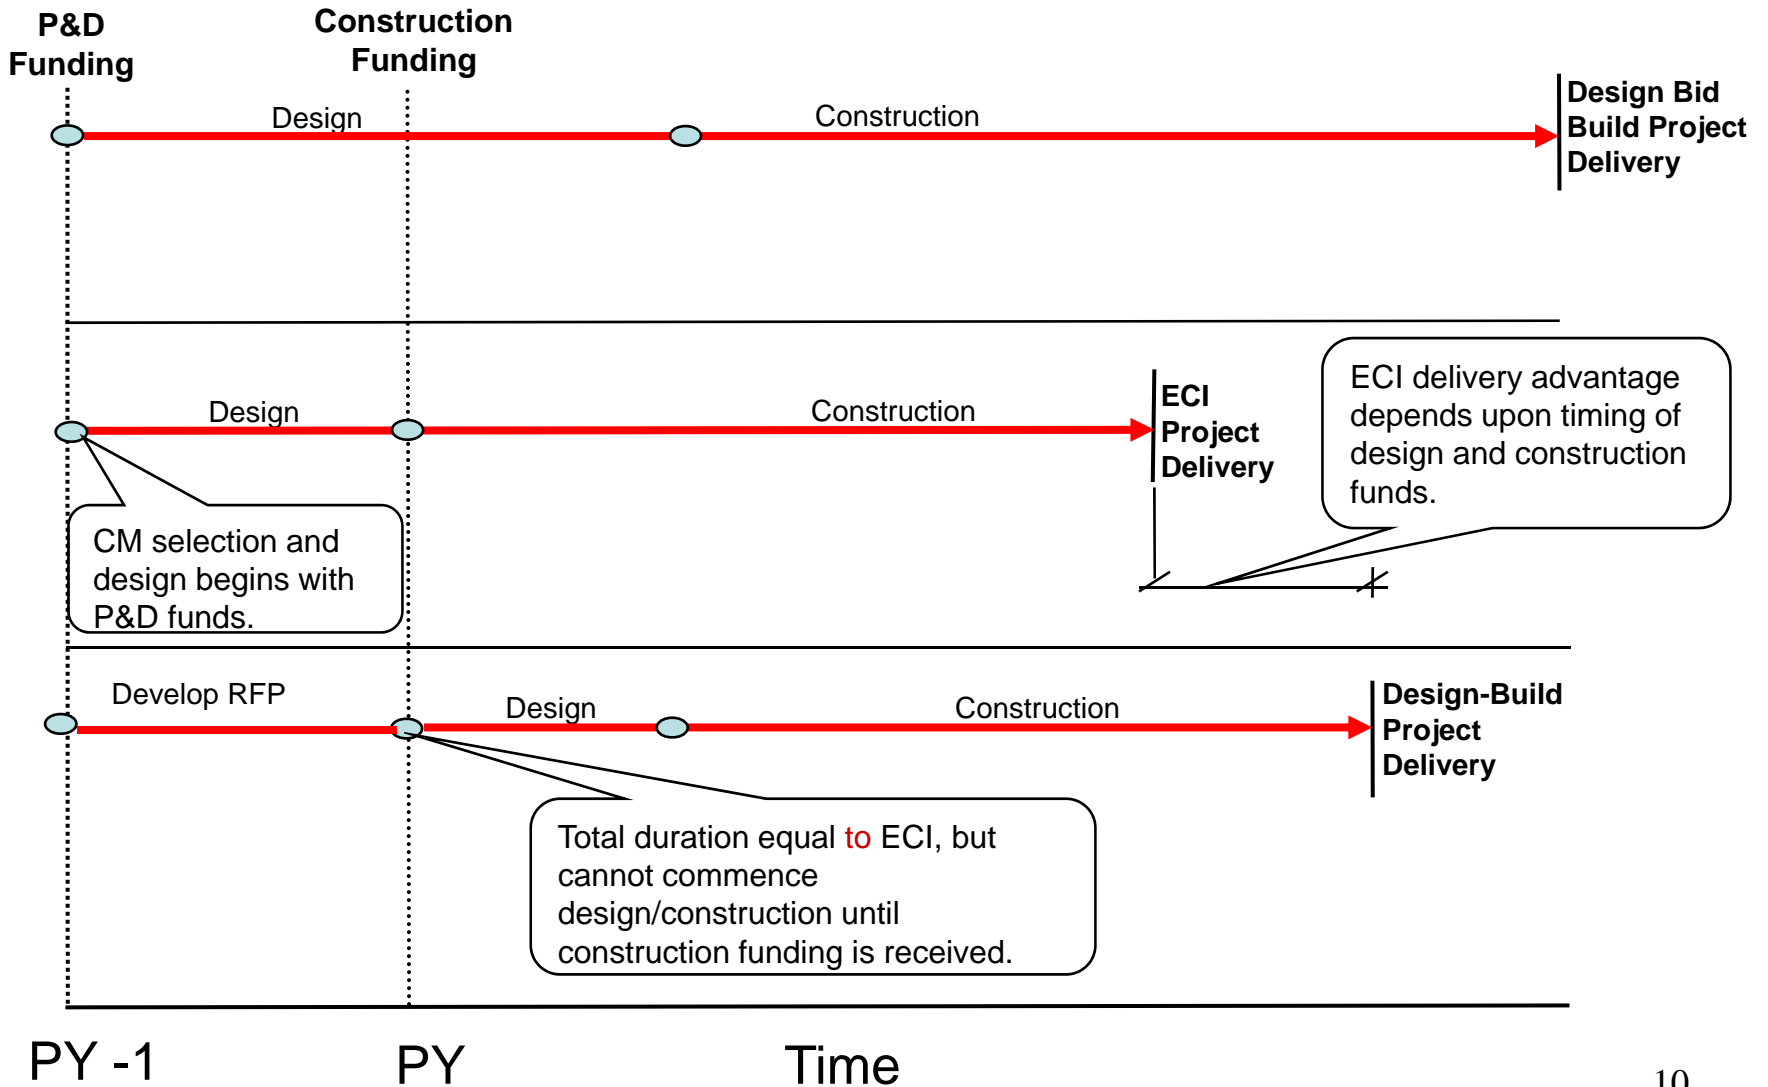 P&D
Funding
Construction
Funding
Design
Construction
Design Bid
Build Project
Delivery
Design
Construction
ECI
Project
Delivery
ECI delivery advantage
depends upon timing of
design and construction
funds.
CM selection and
design begins with
P&D funds.
Develop RFP
Design
Construction
Design-Build
Project
Delivery
Total duration equal to ECI, but
cannot commence
design/construction until
construction funding is received.
PY -1
PY
Time
10